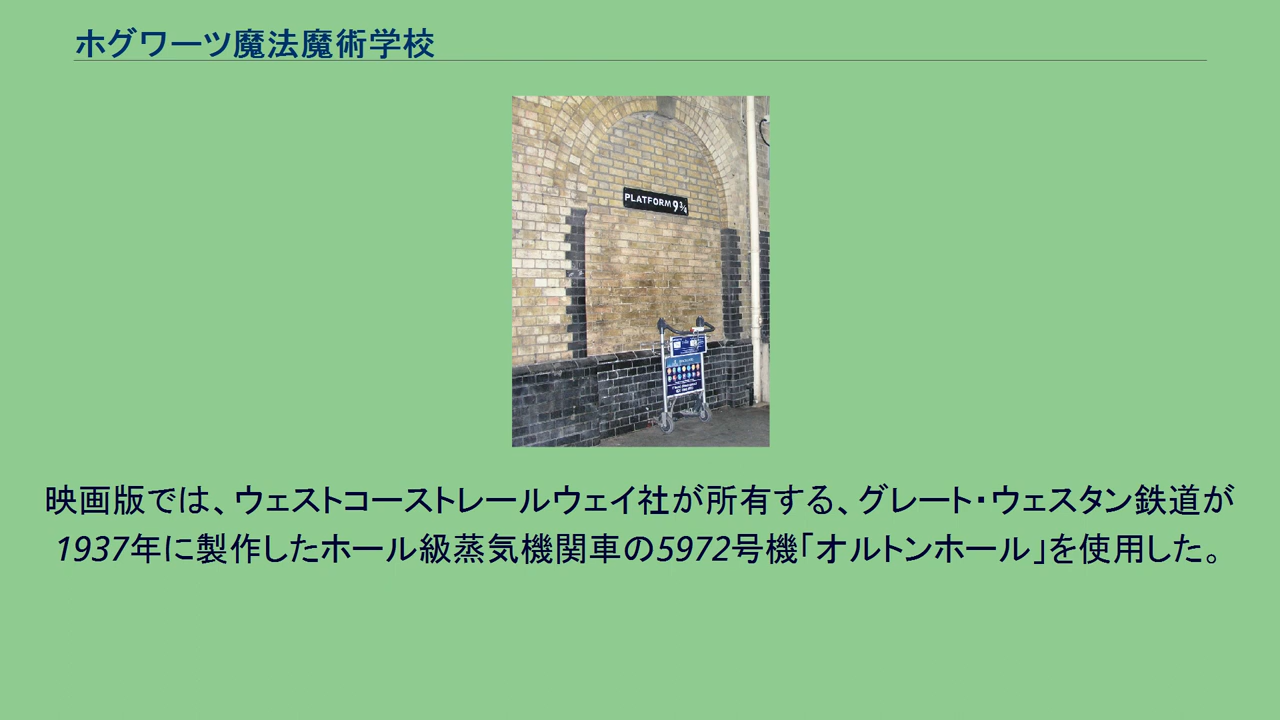 ホグワーツ魔法魔術学校
PLATFORM 9¾
映画版では、ウェストコーストレールウェイ社が所有する、グレート・ウェスタン鉄道が
1937年に製作したホール級蒸気機関車の5972号機「オルトンホール」を使用した。